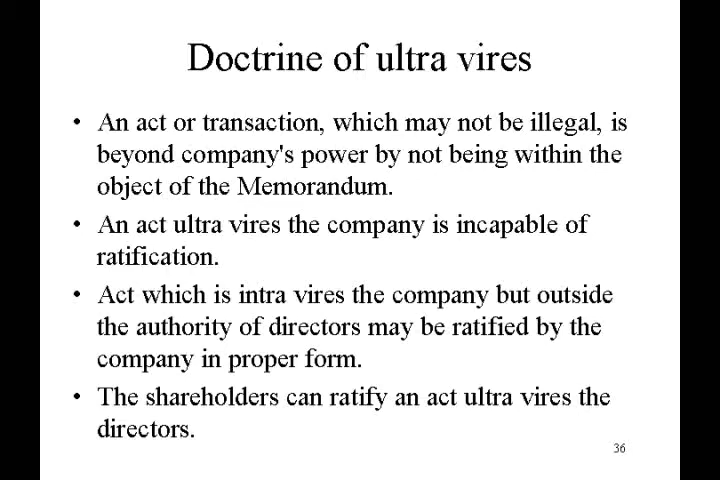 Doctrine of ultra vires
• An act or transaction, which may not be illegal, is
beyond company's power by not being within the
object of the Memorandum.
• An act ultra vires the company is incapable of
ratification.
• Act which is intra vires the company but outside
the authority of directors may be ratified by the
company in proper form.
• The shareholders can ratify an act ultra vires the
directors.
36